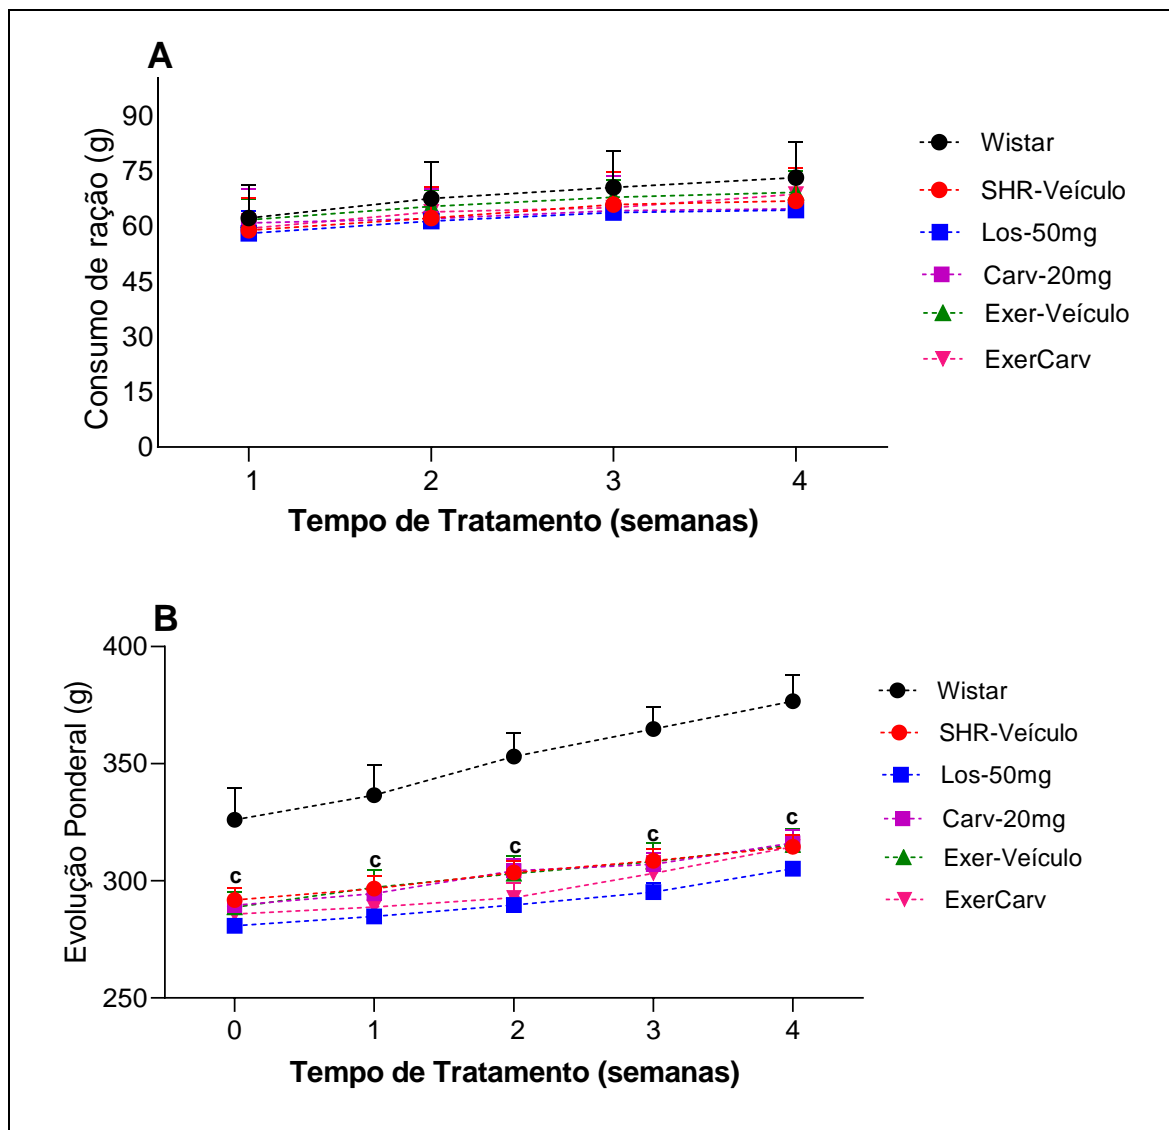 A
Consumo de ração (g)
90
75
60
45
30
15
0
1 2 3 4
Tempo de Tratamento (semanas)
Wistar
SHR-Veículo
Los-50mg
Carv-20mg
Exer-Veículo
ExerCarv
B
Evolução Ponderal (g)
400
350
300
250
c c c c c
0 1 2 3 4
Tempo de Tratamento (semanas)
Wistar
SHR-Veículo
Los-50mg
Carv-20mg
Exer-Veículo
ExerCarv